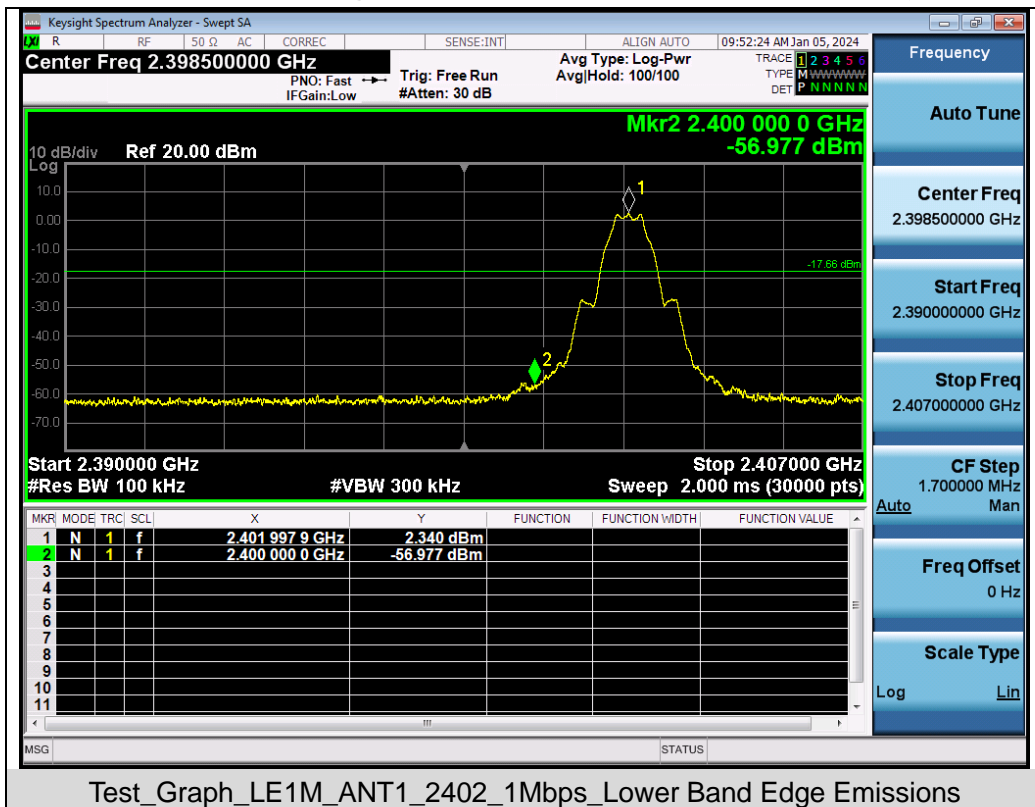 Keysight Spectrum Analyzer - Swept SA
LXI R RF 50 Ω AC CORREC SENSE:INT ALIGN AUTO 09:52:24 AM Jan 05, 2024
Center Freq 2.398500000 GHz
PNO: Fast
IFGain:Low
Trig: Free Run
#Atten: 30 dB
Avg Type: Log-Pwr
Avg|Hold: 100/100
TRACE 1 2 3 4 5 6
TYPE M WWWWW
DET P N N N N N
Mkr2 2.400 000 0 GHz
-56.977 dBm
10 dB/div Ref 20.00 dBm
Log
10.0
0.00
-10.0
-20.0
-30.0
-40.0
-50.0
-60.0
-70.0
1
-17.66 dBm
2
Start 2.390000 GHz Stop 2.407000 GHz
#Res BW 100 kHz #VBW 300 kHz Sweep 2.000 ms (30000 pts)
MKR MODE TRC SCL X Y FUNCTION FUNCTION WIDTH FUNCTION VALUE
1 N 1 f 2.401 997 9 GHz 2.340 dBm
2 N 1 f 2.400 000 0 GHz -56.977 dBm
3
4
5
6
7
8
9
10
11
MSG STATUS
Frequency
Auto Tune
Center Freq
2.398500000 GHz
Start Freq
2.390000000 GHz
Stop Freq
2.407000000 GHz
CF Step
1.700000 MHz
Auto Man
Freq Offset
0 Hz
Scale Type
Log Lin
Test_Graph_LE1M_ANT1_2402_1Mbps_Lower Band Edge Emissions